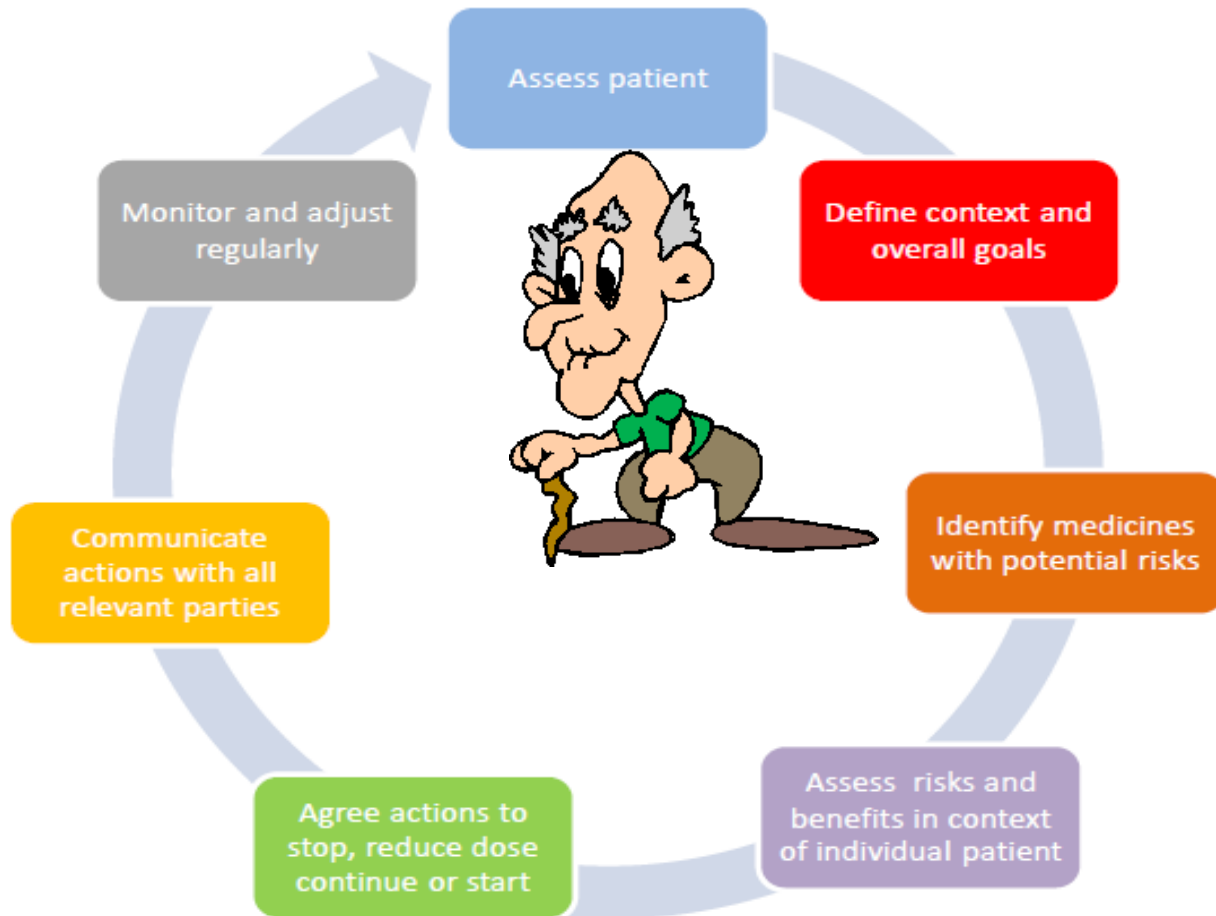 Assess patient
Define context and
overall goals
Identify medicines
with potential risks
Assess risks and
benefits in context
of individual patient
Agree actions to
stop, reduce dose
continue or start
Communicate
actions with all
relevant parties
Monitor and adjust
regularly